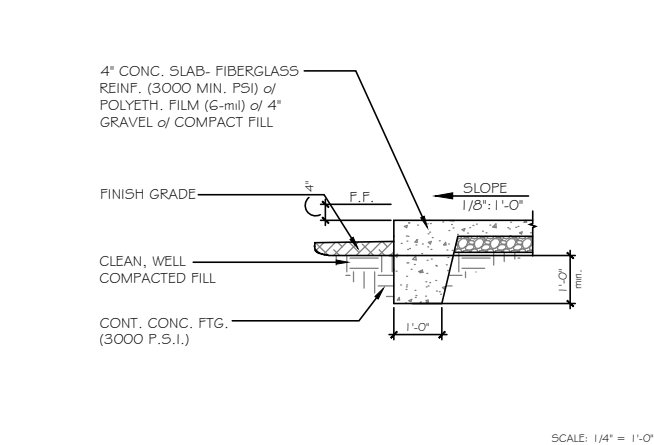 4" CONC. SLAB- FIBERGLASS
REINF. (3000 MIN. PSI) o/
POLYETH. FILM (6-mil) o/ 4"
GRAVEL o/ COMPACT FILL
FINISH GRADE
4"
F.F.
SLOPE
1/8":1'-0"
CLEAN, WELL
COMPACTED FILL
1'-0"
min.
CONT. CONC. FTG.
(3000 P.S.I.)
1'-0"
SCALE: 1/4" = 1'-0"